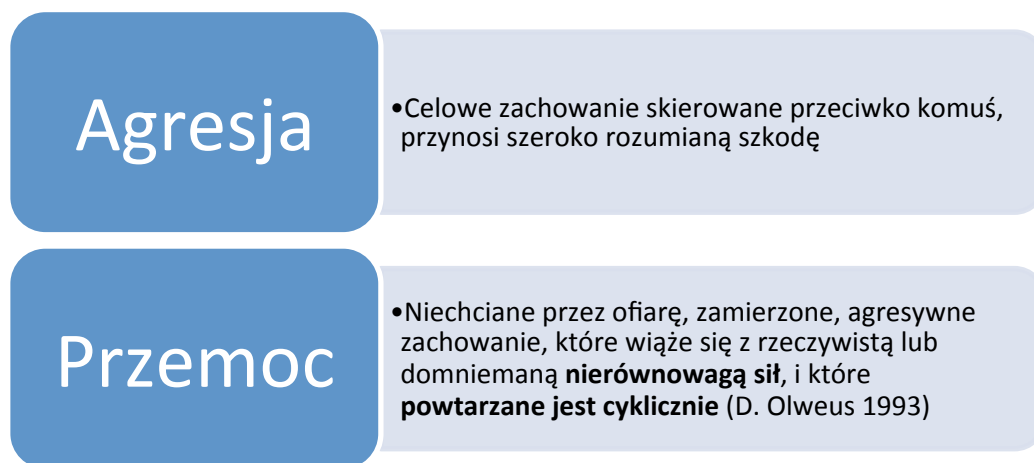 Agresja
•Celowe zachowanie skierowane przeciwko komuś,
przynosi szeroko rozumianą szkodę
Przemoc
•Niechciane przez ofiarę, zamierzone, agresywne
zachowanie, które wiąże się z rzeczywistą lub
domniemaną nierównowagą sił, i które
powtarzane jest cyklicznie (D. Olweus 1993)